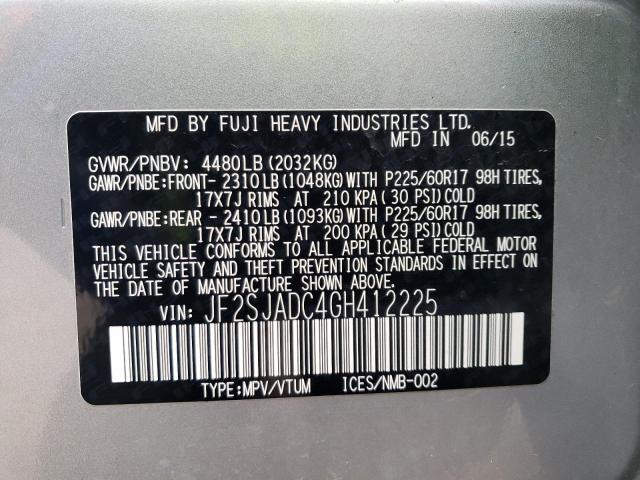 MFD BY FUJI HEAVY INDUSTRIES LTD.
MFD IN 06/15
GVWR/PNBV: 4480LB (2032KG)
GAWR/PNBE:FRONT- 2310LB (1048KG) WITH P225/60R17 98H TIRES,
17X7J RIMS AT 210 KPA (30 PSI) COLD
GAWR/PNBE:REAR - 2410LB (1093KG) WITH P225/60R17 98H TIRES,
17X7J RIMS AT 200 KPA (29 PSI) COLD
THIS VEHICLE CONFORMS TO ALL APPLICABLE FEDERAL MOTOR
VEHICLE SAFETY AND THEFT PREVENTION STANDARDS IN EFFECT ON
THE DATE OF MANUFACTURE SHOWN ABOVE.
VIN: JF2SJADC4GH412225
TYPE:MPV/VTUM ICES/NMB-002